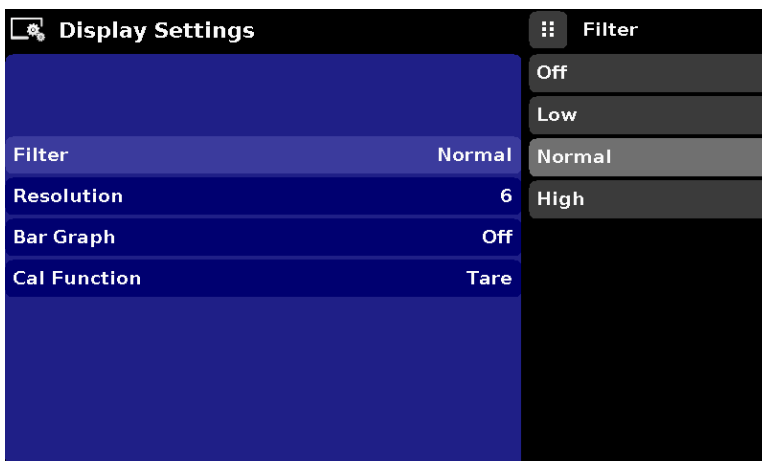 Display Settings
Filter Normal
Resolution 6
Bar Graph Off
Cal Function Tare
Filter
Off
Low
Normal
High